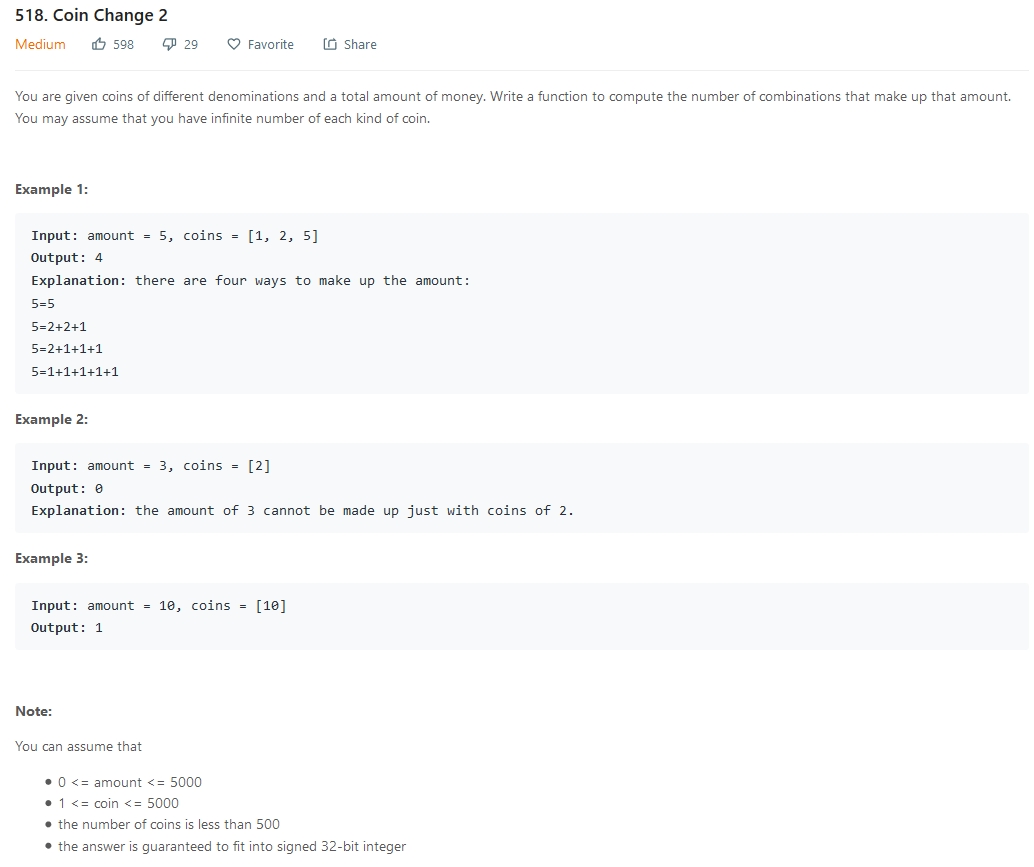 518. Coin Change 2
Medium 598 29 Favorite Share
You are given coins of different denominations and a total amount of money. Write a function to compute the number of combinations that make up that amount.
You may assume that you have infinite number of each kind of coin.
Example 1:
Input: amount = 5, coins = [1, 2, 5]
Output: 4
Explanation: there are four ways to make up the amount:
5=5
5=2+2+1
5=2+1+1+1
5=1+1+1+1+1
Example 2:
Input: amount = 3, coins = [2]
Output: 0
Explanation: the amount of 3 cannot be made up just with coins of 2.
Example 3:
Input: amount = 10, coins = [10]
Output: 1
Note:
You can assume that
• 0 <= amount <= 5000
• 1 <= coin <= 5000
• the number of coins is less than 500
• the answer is guaranteed to fit into signed 32-bit integer